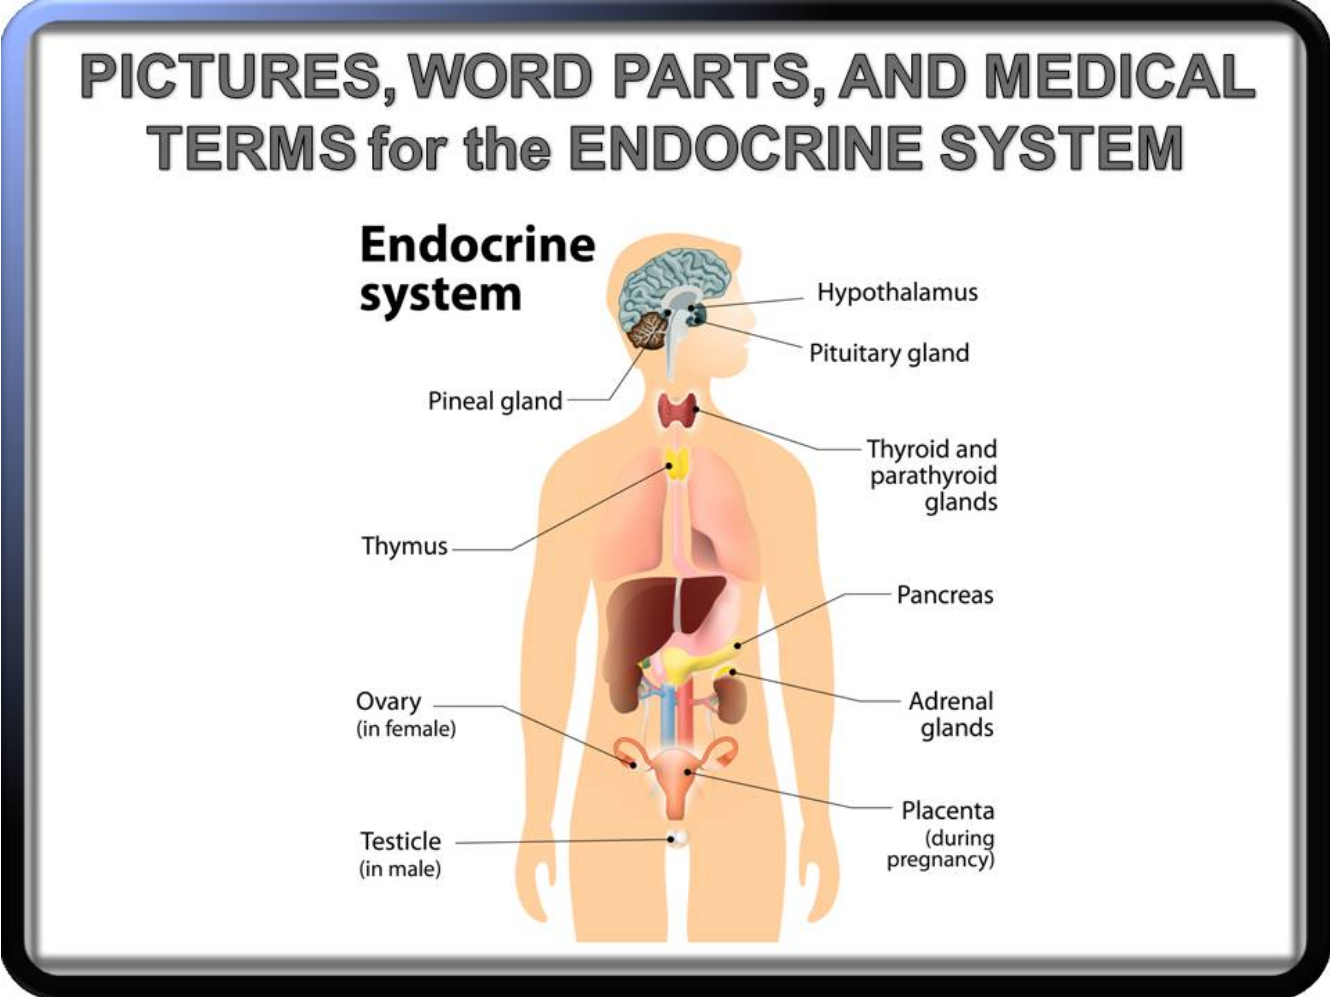 PICTURES, WORD PARTS, AND MEDICAL
TERMS for the ENDOCRINE SYSTEM
Endocrine
system
Hypothalamus
Pituitary gland
Pineal gland
Thyroid and
parathyroid
glands
Thymus
Pancreas
Ovary
(in female)
Adrenal
glands
Placenta
(during
pregnancy)
Testicle
(in male)